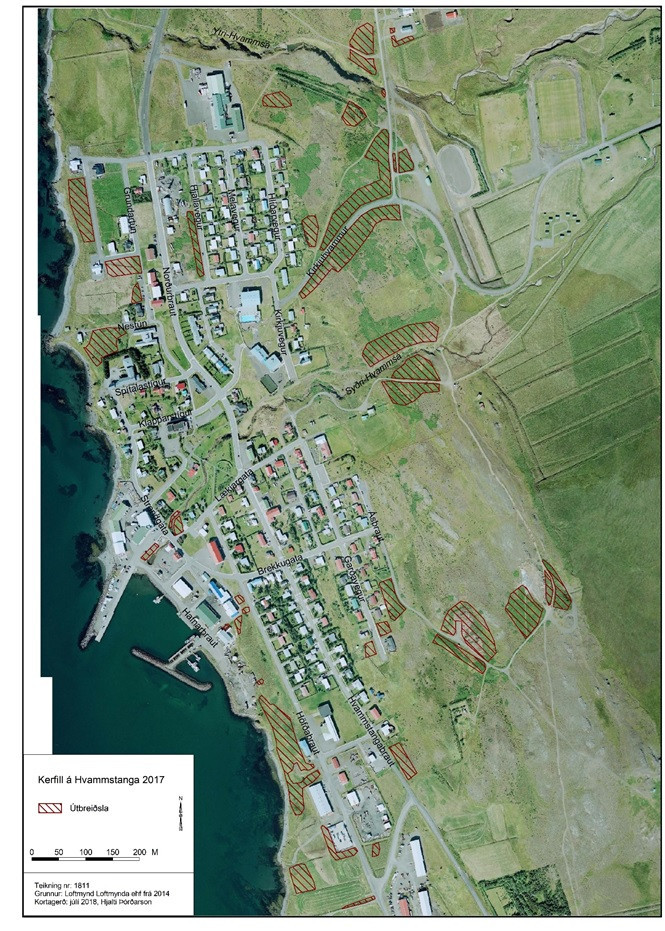 Ytri-Hvammsá
Grundatún
Hjallavegur
Melavegur
Hlíðarvegur
Norðurbraut
Kirkjuhvammur
Kirkjuvegur
Nestún
Syðri-Hvammsá
Spítalastígur
Klapparstígur
Lækjargata
Strandgata
Ásbraut
Brekkugata
Garðavegur
Hafnarbraut
Höfðabraut
Hvammstangabraut
Kerfill á Hvammstanga 2017
Útbreiðsla
N
0 50 100 150 200 M
Teikning nr: 1811
Grunnur: Loftmynd Loftmynda ehf frá 2014
Kortagerð: júlí 2018, Hjalti Þórðarson